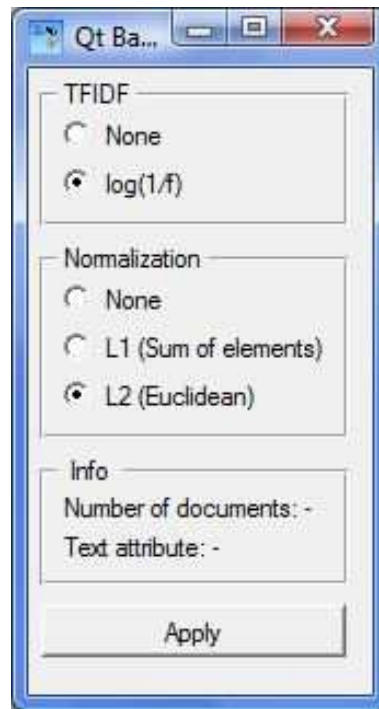 Qt Ba...
TFIDF
None
log(1/f)
Normalization
None
L1 (Sum of elements)
L2 (Euclidean)
Info
Number of documents: -
Text attribute: -
Apply